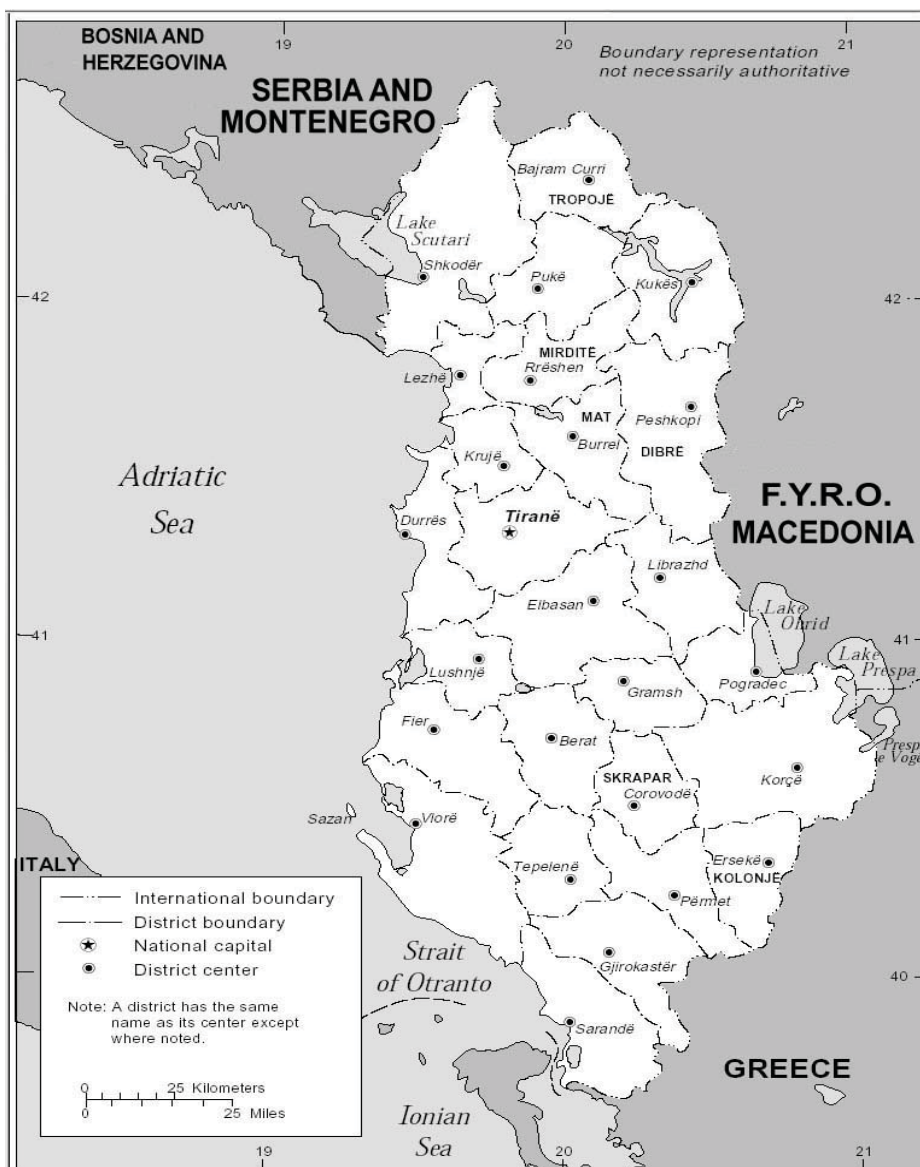 19
20
21
BOSNIA AND
HERZEGOVINA
Boundary representation
not necessarily authoritative
SERBIA AND
MONTENEGRO
Bajram Curri
TROPOJË
Lake
Scutari
Shkodër
Pukë
Kukës
42
42
MIRDITË
Rrëshen
Lezhë
MAT
Burrel
Peshkopi
DIBRË
Krujë
Adriatic
Sea
F.Y.R.O.
MACEDONIA
Durrës
Tiranë
Librazhd
Elbasan
Lake
Ohrid
41
41
Lake
Prespa
Lushnjë
Gramsh
Pogradec
Fier
Berat
Presp
e Voge
SKRAPAR
Corovodë
Korçë
Sazan
Vlorë
ITALY
Tepelenë
Ersekë
KOLONJË
Përmet
International boundary
District boundary
National capital
District center
Note: A district has the same
name as its center except
where noted.
0 25 Kilometers
0 25 Miles
Strait
of Otranto
Gjirokastër
40
Sarandë
GREECE
Ionian
Sea
19
20
21